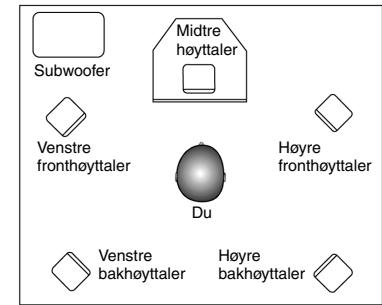 Midtre
høyttaler
Subwoofer
Venstre
fronthøyttaler
Høyre
fronthøyttaler
Du
Venstre
bakhøyttaler
Høyre
bakhøyttaler